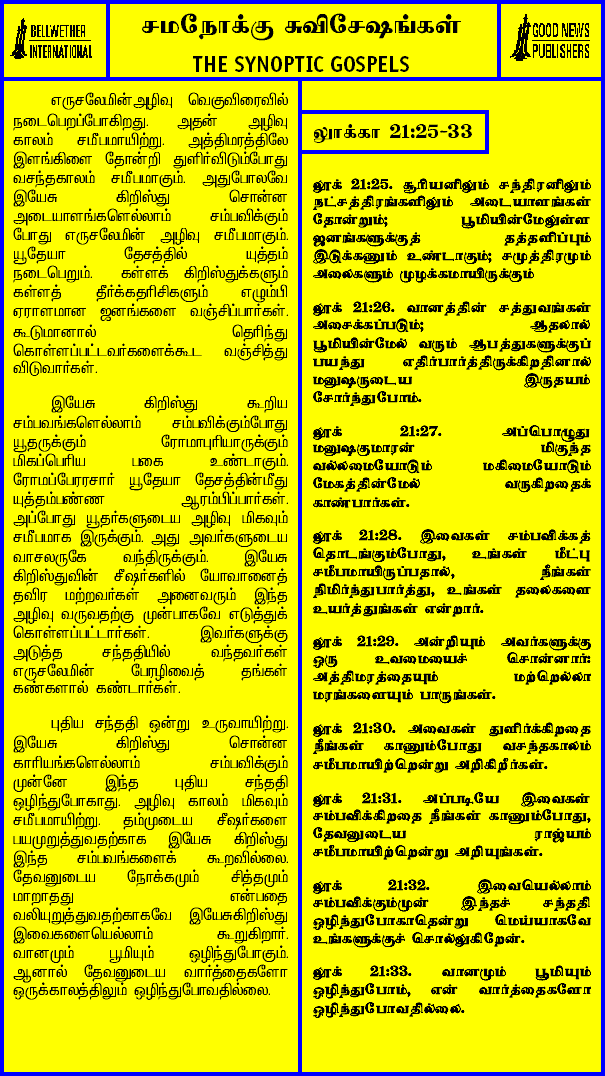 BELLWETHER
INTERNATIONAL
சமநோக்கு சுவிசேஷங்கள்
THE SYNOPTIC GOSPELS
GOOD NEWS
PUBLISHERS
எருசலேமின்அழிவு வெகுவிரைவில்
நடைபெறப்போகிறது. அதன் அழிவு
காலம் சமீபமாயிற்று. அத்திமரத்திலே
இளங்கிளை தோன்றி துளிர்விடும்போது
வசந்தகாலம் சமீபமாகும். அதுபோலவே
இயேசு கிறிஸ்து சொன்ன
அடையாளங்களெல்லாம் சம்பவிக்கும்
போது எருசலேமின் அழிவு சமீபமாகும்.
யூதேயா தேசத்தில் யுத்தம்
நடைபெறும். கள்ளக் கிறிஸ்துக்களும்
கள்ளத் தீர்க்கதரிசிகளும் எழும்பி
ஏராளமான ஜனங்களை வஞ்சிப்பார்கள்.
கூடுமானால் தெரிந்து
கொள்ளப்பட்டவர்களைக்கூட வஞ்சித்து
விடுவார்கள்.
இயேசு கிறிஸ்து கூறிய
சம்பவங்களெல்லாம் சம்பவிக்கும்போது
யூதருக்கும் ரோமாபுரியாருக்கும்
மிகப்பெரிய பகை உண்டாகும்.
ரோமப்பேரரசார் யூதேயா தேசத்தின்மீது
யுத்தம்பண்ண ஆரம்பிப்பார்கள்.
அப்போது யூதர்களுடைய அழிவு மிகவும்
சமீபமாக இருக்கும். அது அவர்களுடைய
வாசலருகே வந்திருக்கும். இயேசு
கிறிஸ்துவின் சீஷர்களில் யோவானைத்
தவிர மற்றவர்கள் அனைவரும் இந்த
அழிவு வருவதற்கு முன்பாகவே எடுத்துக்
கொள்ளப்பட்டார்கள். இவர்களுக்கு
அடுத்த சந்ததியில் வந்தவர்கள்
எருசலேமின் பேரழிவைத் தங்கள்
கண்களால் கண்டார்கள்.
புதிய சந்ததி ஒன்று உருவாயிற்று.
இயேசு கிறிஸ்து சொன்ன
காரியங்களெல்லாம் சம்பவிக்கும்
முன்னே இந்த புதிய சந்ததி
ஒழிந்துபோகாது. அழிவு காலம் மிகவும்
சமீபமாயிற்று. தம்முடைய சீஷர்களை
பயமுறுத்துவதற்காக இயேசு கிறிஸ்து
இந்த சம்பவங்களைக் கூறவில்லை.
தேவனுடைய நோக்கமும் சித்தமும்
மாறாதது என்பதை
வலியுறுத்துவதற்காகவே இயேசுகிறிஸ்து
இவைகளையெல்லாம் கூறுகிறார்.
வானமும் பூமியும் ஒழிந்துபோகும்.
ஆனால் தேவனுடைய வார்த்தைகளோ
ஒருக்காலத்திலும் ஒழிந்துபோவதில்லை.
லூக்கா 21:25-33
லூக் 21:25. சூரியனிலும் சந்திரனிலும்
நட்சத்திரங்களிலும் அடையாளங்கள்
தோன்றும்; பூமியின்மேலுள்ள
ஜனங்களுக்குத் தத்தளிப்பும்
இடுக்கணும் உண்டாகும்; சமுத்திரமும்
அலைகளும் முழக்கமாயிருக்கும்
லூக் 21:26. வானத்தின் சத்துவங்கள்
அசைக்கப்படும்; ஆதலால்
பூமியின்மேல் வரும் ஆபத்துகளுக்குப்
பயந்து எதிர்பார்த்திருக்கிறதினால்
மனுஷருடைய இருதயம்
சோர்ந்துபோம்.
லூக் 21:27. அப்பொழுது
மனுஷகுமாரன் மிகுந்த
வல்லமையோடும் மகிமையோடும்
மேகத்தின்மேல் வருகிறதைக்
காண்பார்கள்.
லூக் 21:28. இவைகள் சம்பவிக்கத்
தொடங்கும்போது, உங்கள் மீட்பு
சமீபமாயிருப்பதால், நீங்கள்
நிமிர்ந்துபார்த்து, உங்கள் தலைகளை
உயர்த்துங்கள் என்றார்.
லூக் 21:29. அன்றியும் அவர்களுக்கு
ஒரு உவமையைச் சொன்னார்:
அத்திமரத்தையும் மற்றெல்லா
மரங்களையும் பாருங்கள்.
லூக் 21:30. அவைகள் துளிர்க்கிறதை
நீங்கள் காணும்போது வசந்தகாலம்
சமீபமாயிற்றென்று அறிகிறீர்கள்.
லூக் 21:31. அப்படியே இவைகள்
சம்பவிக்கிறதை நீங்கள் காணும்போது,
தேவனுடைய ராஜ்யம்
சமீபமாயிற்றென்று அறியுங்கள்.
லூக் 21:32. இவையெல்லாம்
சம்பவிக்குமுன் இந்தச் சந்ததி
ஒழிந்துபோகாதென்று மெய்யாகவே
உங்களுக்குச் சொல்லுகிறேன்.
லூக் 21:33. வானமும் பூமியும்
ஒழிந்துபோம், என் வார்த்தைகளோ
ஒழிந்துபோவதில்லை.